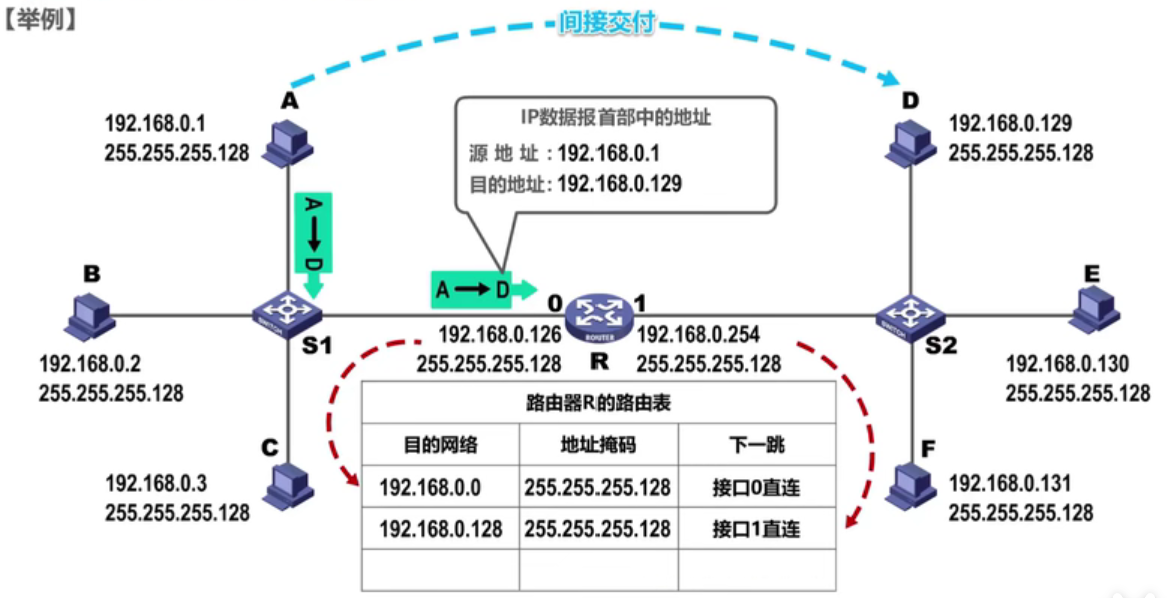 【举例】
间接交付
A
192.168.0.1
255.255.255.128
D
192.168.0.129
255.255.255.128
IP数据报首部中的地址
源 地 址 : 192.168.0.1
目的地址: 192.168.0.129
A → D
A → D
B
192.168.0.2
255.255.255.128
SWITCH
S1
0
1
192.168.0.126
255.255.255.128
ROUTER
R
192.168.0.254
255.255.255.128
SWITCH
S2
E
192.168.0.130
255.255.255.128
C
192.168.0.3
255.255.255.128
F
192.168.0.131
255.255.255.128
路由器R的路由表
目的网络 地址掩码 下一跳
192.168.0.0 255.255.255.128 接口0直连
192.168.0.128 255.255.255.128 接口1直连